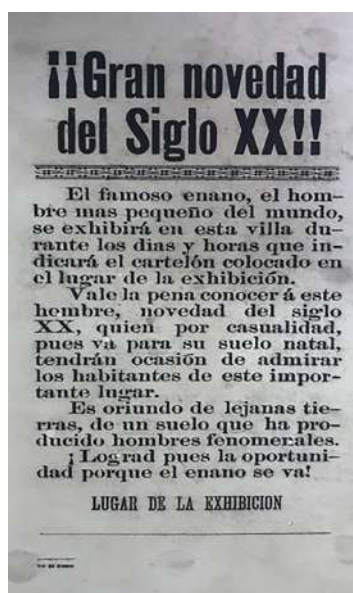 ¡¡Gran novedad
del Siglo XX!!
El famoso enano, el hom-
bre mas pequeño del mundo,
se exhibirá en esta villa du-
rante los dias y horas que in-
dicará el cartelón colocado en
el lugar de la exhibición.
Vale la pena conocer á este
hombre, novedad del siglo
XX, quien por casualidad,
pues va para su suelo natal,
tendrán ocasión de admirar
los habitantes de este impor-
tante lugar.
Es oriundo de lejanas tie-
rras, de un suelo que ha pro-
ducido hombres fenomenales.
¡Lograd pues la oportuni-
dad porque el enano se va!
LUGAR DE LA EXHIBICION